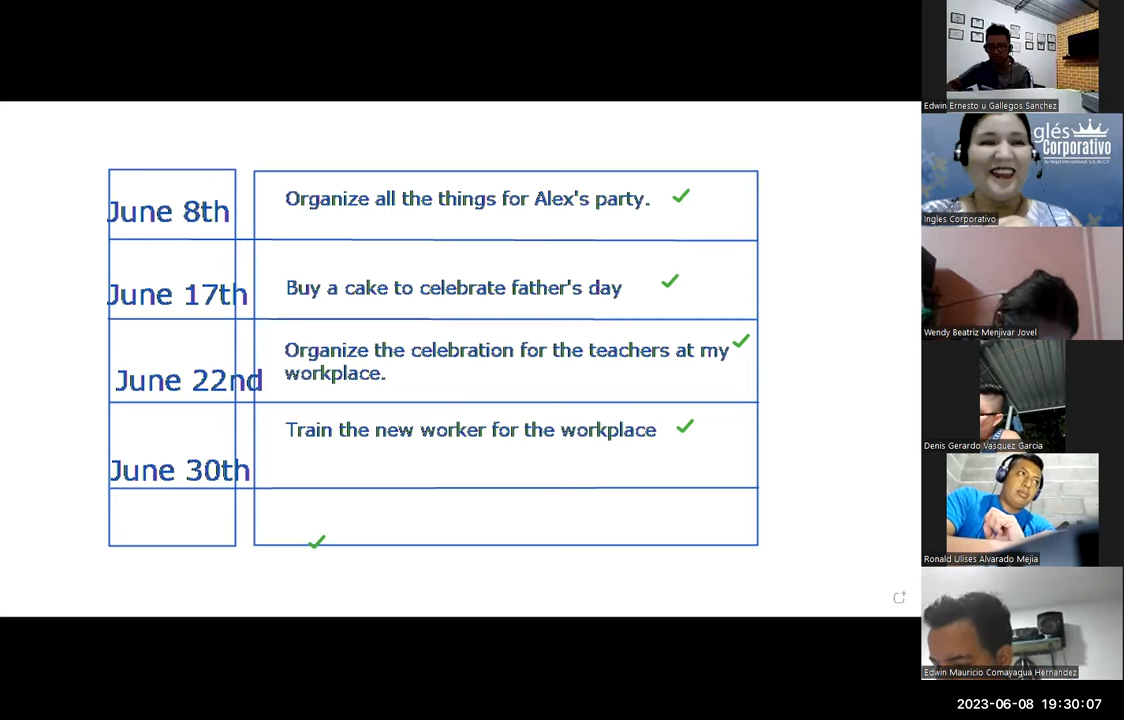 June 8th
Organize all the things for Alex's party.
June 17th
Buy a cake to celebrate father's day
June 22nd
Organize the celebration for the teachers at my
workplace.
June 30th
Train the new worker for the workplace
Edwin Ernesto u Gallegos Sanchez
glés
Corporativo
Ingles Corporativo
Wendy Beatriz Menjivar Jovel
Denis Gerardo Vasquez Garcia
Ronald Ulises Alvarado Mejia
Edwin Mauricio Comayagua Hernandez
2023-06-08 19:30:07